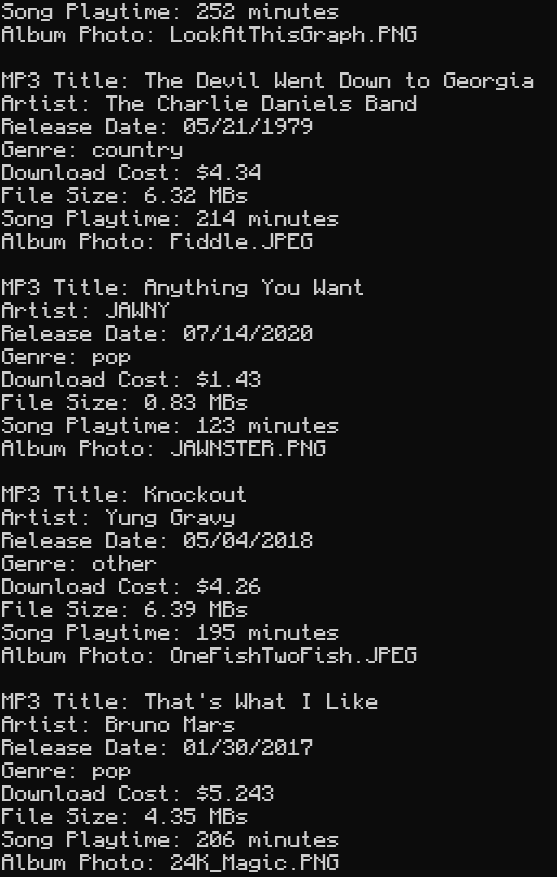 Song Playtime: 252 minutes
Album Photo: LookAtThisGraph.PNG
MP3 Title: The Devil Went Down to Georgia
Artist: The Charlie Daniels Band
Release Date: 05/21/1979
Genre: country
Download Cost: $4.34
File Size: 6.32 MBs
Song Playtime: 214 minutes
Album Photo: Fiddle.JPEG
MP3 Title: Anything You Want
Artist: JAWNY
Release Date: 07/14/2020
Genre: pop
Download Cost: $1.43
File Size: 0.83 MBs
Song Playtime: 123 minutes
Album Photo: JAWNSTER.PNG
MP3 Title: Knockout
Artist: Yung Gravy
Release Date: 05/04/2018
Genre: other
Download Cost: $4.26
File Size: 6.39 MBs
Song Playtime: 195 minutes
Album Photo: OneFishTwoFish.JPEG
MP3 Title: That's What I Like
Artist: Bruno Mars
Release Date: 01/30/2017
Genre: pop
Download Cost: $5.243
File Size: 4.35 MBs
Song Playtime: 206 minutes
Album Photo: 24K_Magic.PNG